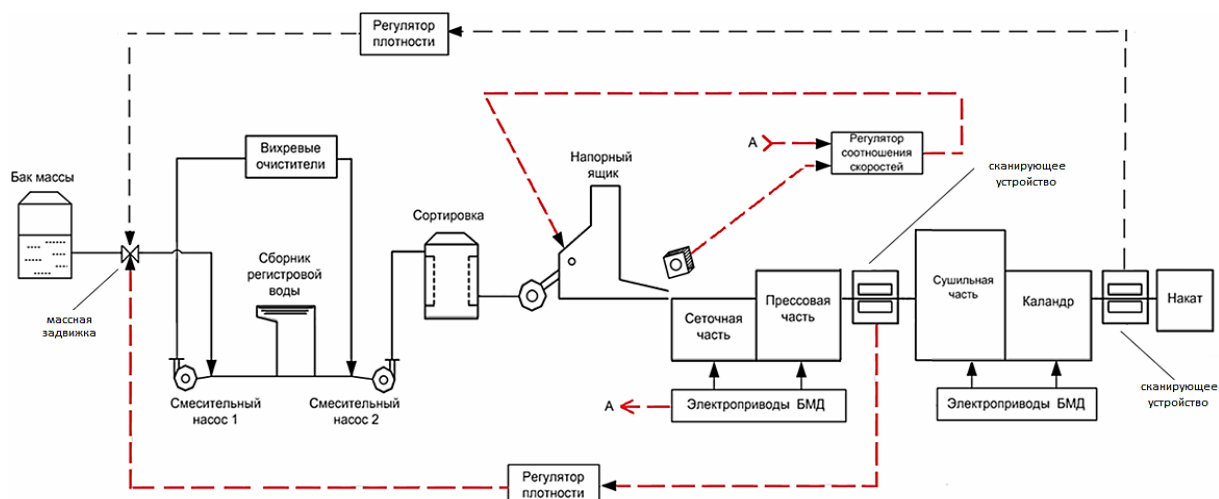 Регулятор
плотности
Вихревые
очистители
Напорный
ящик
А
Регулятор
соотношения
скоростей
сканирующее
устройство
Бак массы
Сортировка
Сборник
регистровой
воды
массная
задвижка
Сеточная
часть
Прессовая
часть
Сушильная
часть
Каландр
Накат
Смесительный
насос 1
Смесительный
насос 2
А
Электроприводы БМД
Электроприводы БМД
сканирующее
устройство
Регулятор
плотности